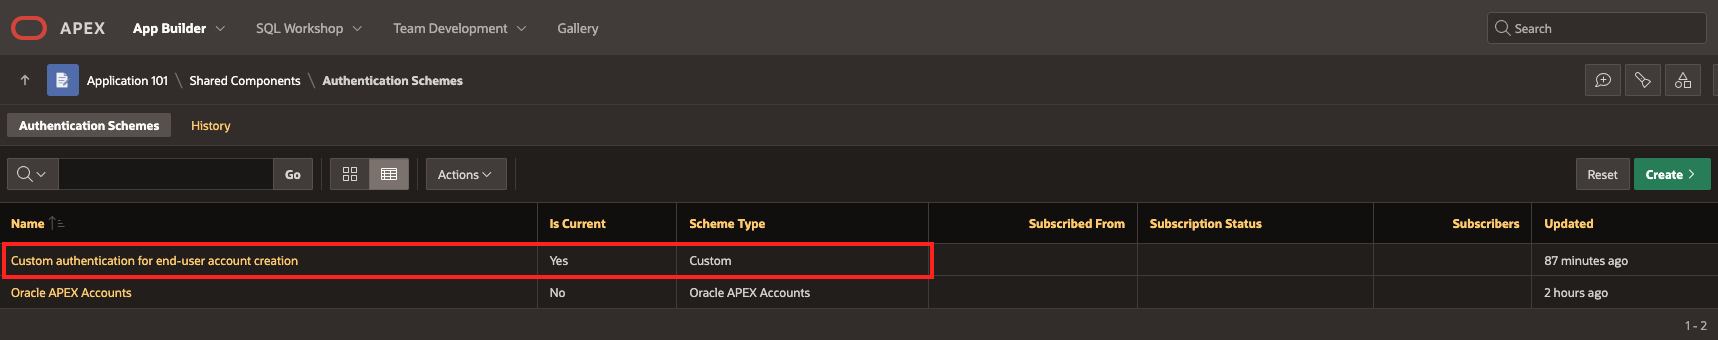 APEX App Builder SQL Workshop Team Development Gallery Search
Application 101 \ Shared Components \ Authentication Schemes
Authentication Schemes History
Go Actions Reset Create
Name Is Current Scheme Type Subscribed From Subscription Status Subscribers Updated
Custom authentication for end-user account creation Yes Custom 87 minutes ago
Oracle APEX Accounts No Oracle APEX Accounts 2 hours ago
1 - 2